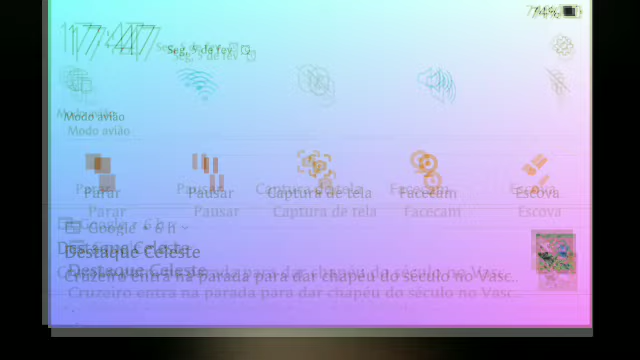 74%
17:47 Seg, 5 de fev
Modo avião
Parar Pausar Captura de tela Facecam Escova
Google • 6 h
Destaque Celeste
Cruzeiro entra na parada para dar chapéu do século no Vasc...